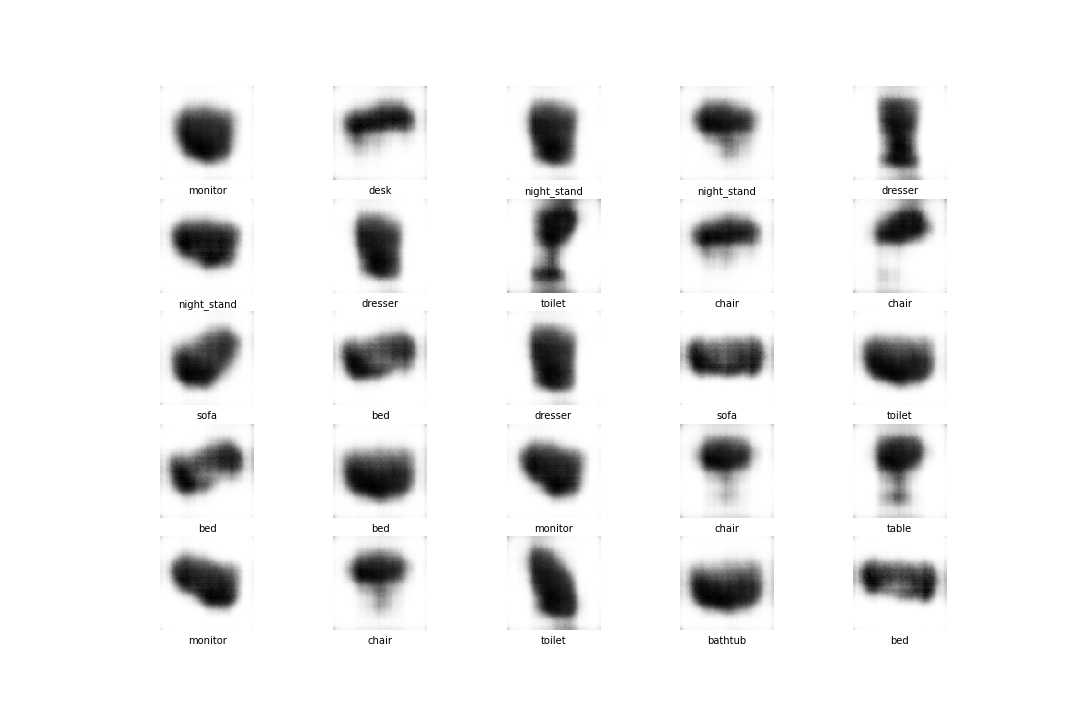 monitor desk night_stand night_stand dresser
night_stand dresser toilet chair chair
sofa bed dresser sofa toilet
bed bed monitor chair table
monitor chair toilet bathtub bed